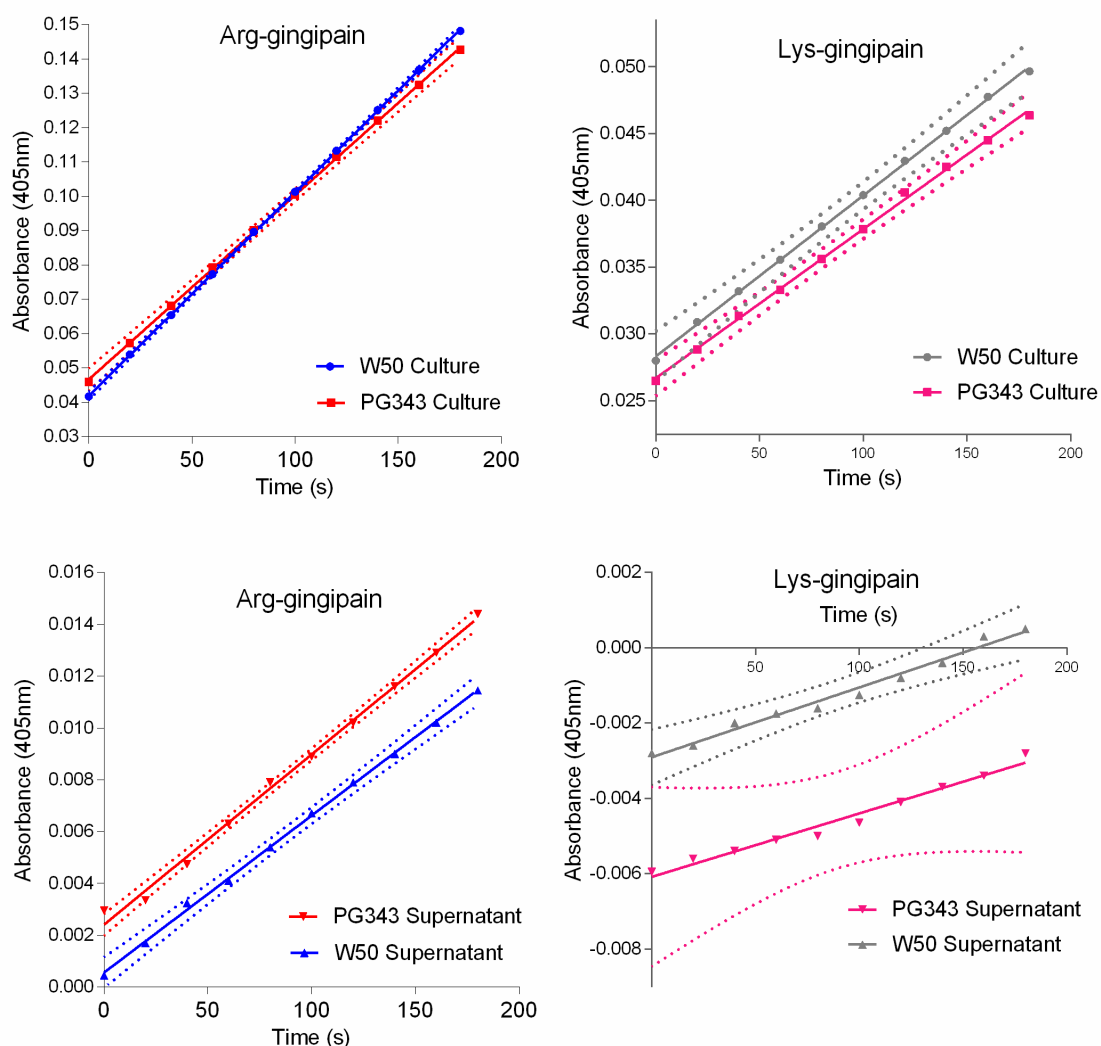 Arg-gingipain
0.15
0.14
0.13
0.12
0.11
0.10
0.09
0.08
0.07
0.06
0.05
0.04
0.03
Absorbance (405nm)
W50 Culture
PG343 Culture
0 50 100 150 200
Time (s)
Lys-gingipain
0.050
0.045
0.040
0.035
0.030
0.025
Absorbance (405nm)
W50 Culture
PG343 Culture
0 50 100 150 200
Time (s)
Arg-gingipain
0.016
0.014
0.012
0.010
0.008
0.006
0.004
0.002
0.000
Absorbance (405nm)
PG343 Supernatant
W50 Supernatant
0 50 100 150 200
Time (s)
Lys-gingipain
Time (s)
0.002
0.000
-0.002
-0.004
-0.006
-0.008
Absorbance (405nm)
50 100 150 200
PG343 Supernatant
W50 Supernatant